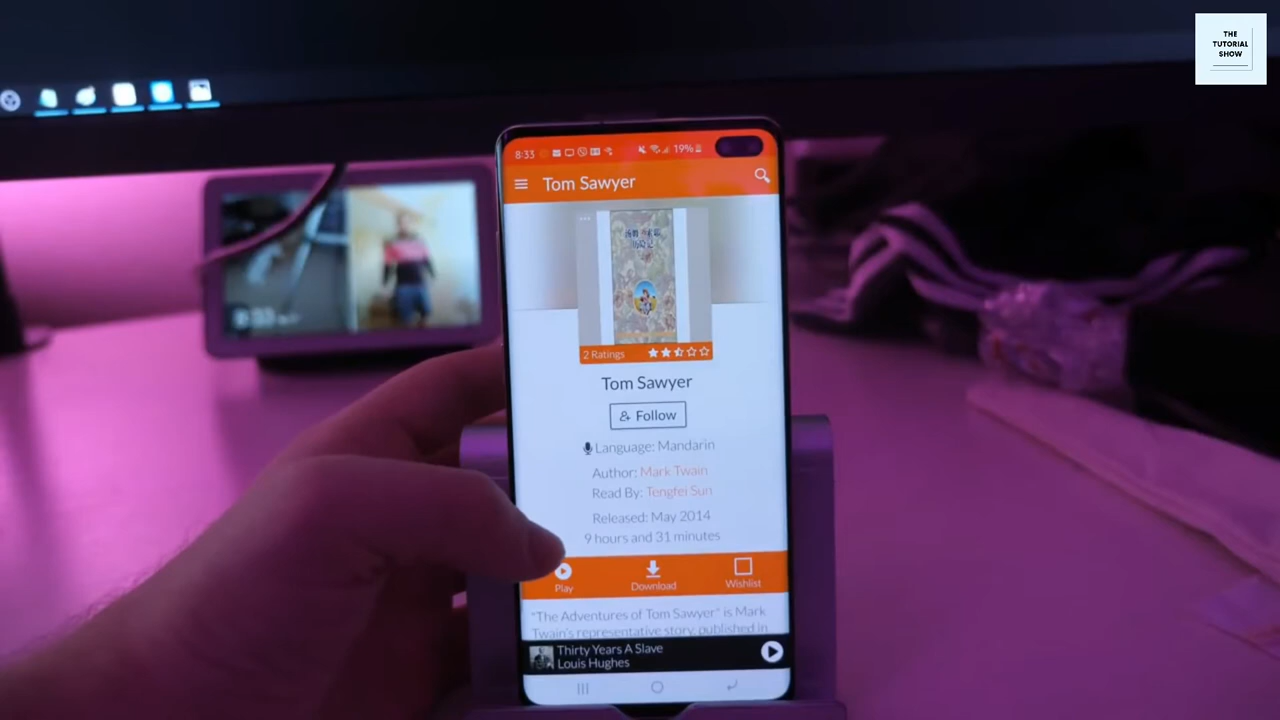 THE
TUTORIAL
SHOW
8:33
19%
Tom Sawyer
2 Ratings
Tom Sawyer
Follow
Language: Mandarin
Author: Mark Twain
Read By: Tengfei Sun
Released: May 2014
9 hours and 31 minutes
Play
Download
Wishlist
"The Adventures of Tom Sawyer" is Mark
Twain's representative story, published in
Thirty Years A Slave
Louis Hughes
8:33